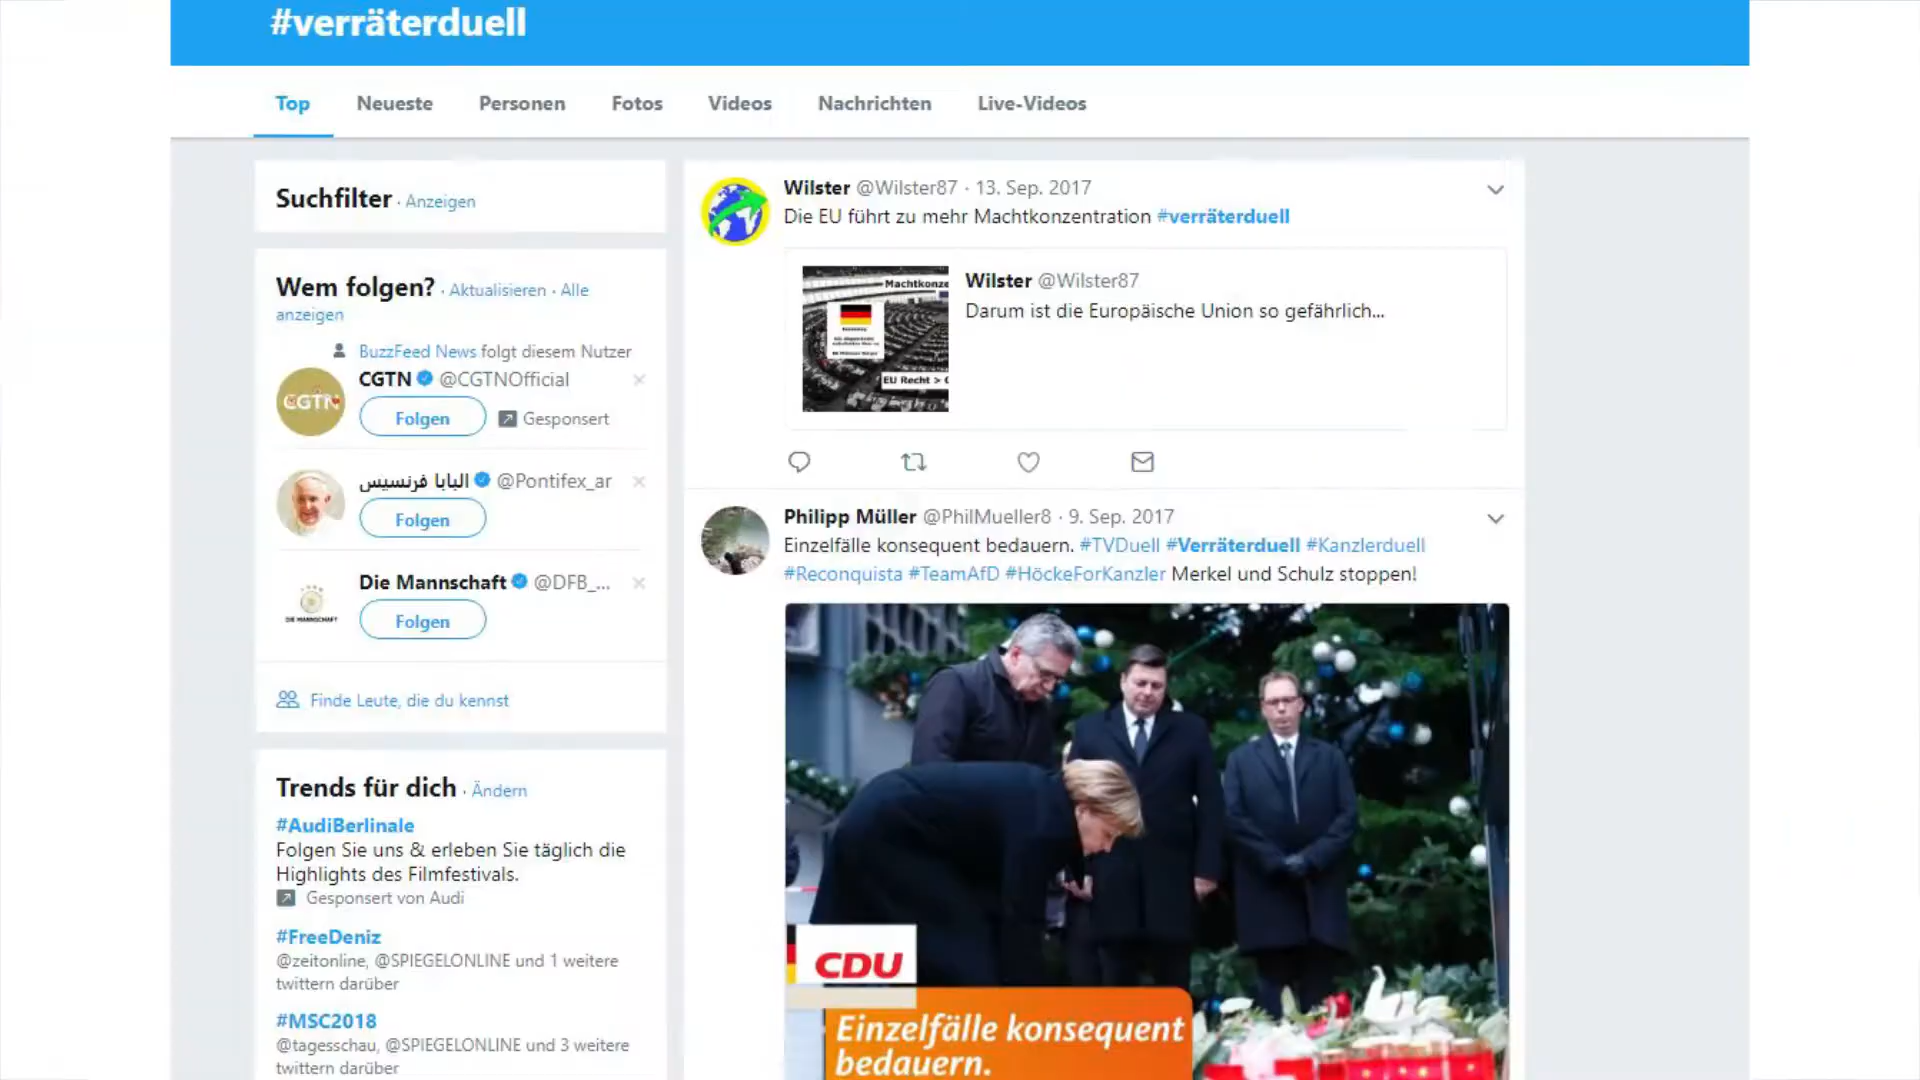 #verräterduell
Top Neueste Personen Fotos Videos Nachrichten Live-Videos
Suchfilter · Anzeigen
Wem folgen? · Aktualisieren · Alle
anzeigen
BuzzFeed News folgt diesem Nutzer
CGTN @CGTNOfficial
CGTN
Folgen
Gesponsert
البابا فرنسيس @Pontifex_ar
Folgen
Die Mannschaft @DFB_...
DIE MANNSCHAFT
Folgen
Finde Leute, die du kennst
Trends für dich · Ändern
#AudiBerlinale
Folgen Sie uns & erleben Sie täglich die
Highlights des Filmfestivals.
Gesponsert von Audi
#FreeDeniz
@zeitonline, @SPIEGELONLINE und 1 weitere
twittern darüber
#MSC2018
@tagesschau, @SPIEGELONLINE und 3 weitere
twittern darüber
Wilster @Wilster87 · 13. Sep. 2017
Die EU führt zu mehr Machtkonzentration #verräterduell
Machtkonze
EU Recht >
Wilster @Wilster87
Darum ist die Europäische Union so gefährlich...
Philipp Müller @PhilMueller8 · 9. Sep. 2017
Einzelfälle konsequent bedauern. #TVDuell #Verräterduell #Kanzlerduell
#Reconquista #TeamAfD #HöckeForKanzler Merkel und Schulz stoppen!
CDU
Einzelfälle konsequent
bedauern.